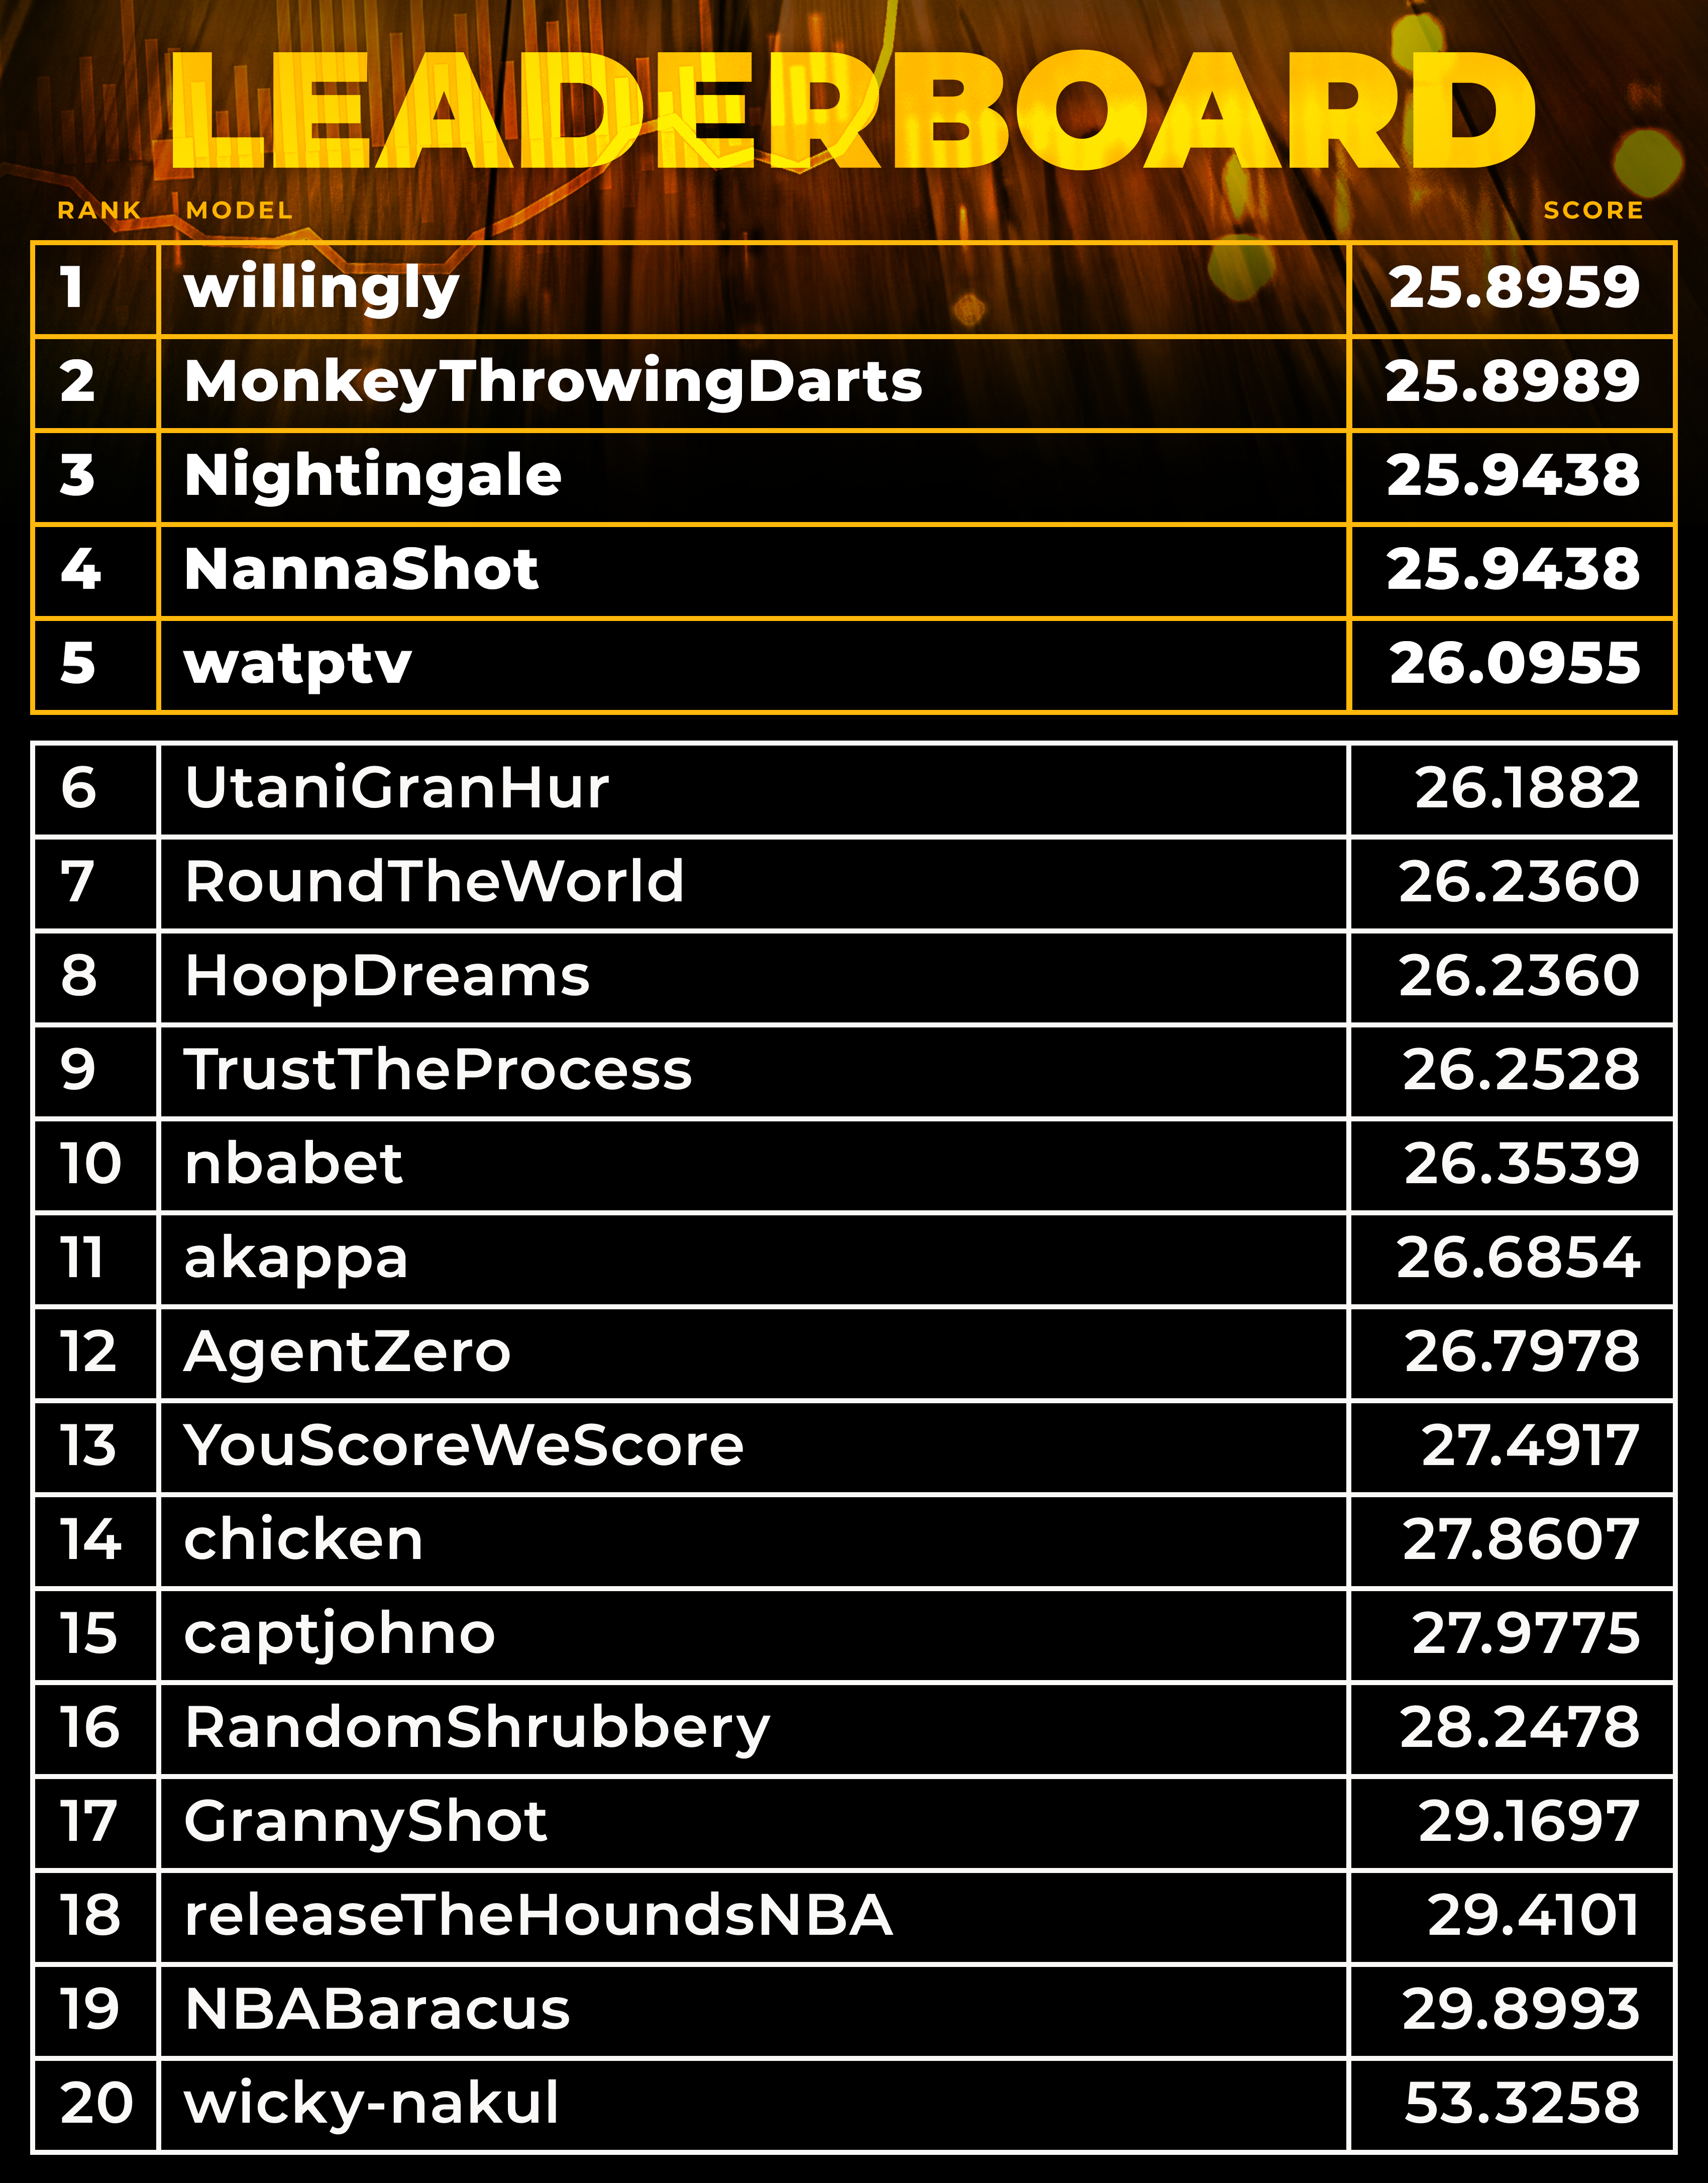 LEADERBOARD
RANK MODEL SCORE
1 willingly 25.8959
2 MonkeyThrowingDarts 25.8989
3 Nightingale 25.9438
4 NannaShot 25.9438
5 watptv 26.0955
6 UtaniGranHur 26.1882
7 RoundTheWorld 26.2360
8 HoopDreams 26.2360
9 TrustTheProcess 26.2528
10 nbabet 26.3539
11 akappa 26.6854
12 AgentZero 26.7978
13 YouScoreWeScore 27.4917
14 chicken 27.8607
15 captjohno 27.9775
16 RandomShrubbery 28.2478
17 GrannyShot 29.1697
18 releaseTheHoundsNBA 29.4101
19 NBABaracus 29.8993
20 wicky-nakul 53.3258